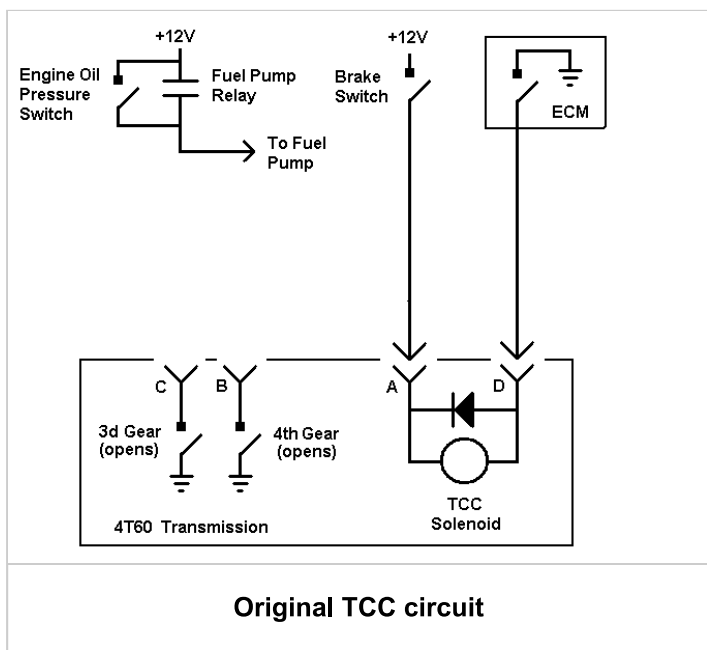 +12V
Engine Oil
Pressure
Switch
Fuel Pump
Relay
To Fuel
Pump
+12V
Brake
Switch
ECM
C
B
A
D
3d Gear
(opens)
4th Gear
(opens)
TCC
Solenoid
4T60 Transmission
Original TCC circuit